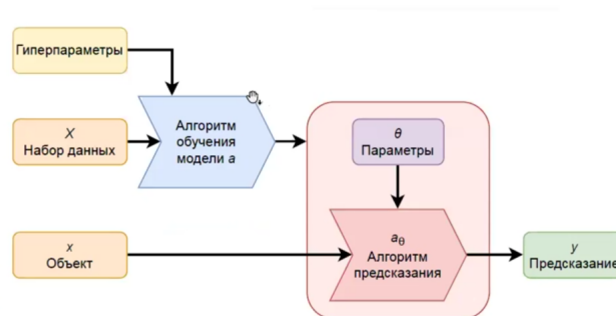 Гиперпараметры
X
Набор данных
Алгоритм
обучения
модели a
θ
Параметры
x
Объект
aθ
Алгоритм
предсказания
y
Предсказание